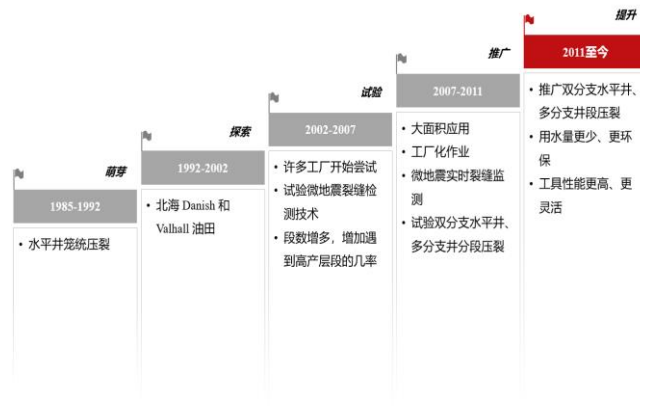 萌芽
1985-1992
• 水平井笼统压裂
探索
1992-2002
• 北海 Danish 和
Valhall 油田
试验
2002-2007
• 许多工厂开始尝试
• 试验微地震裂缝检
测技术
• 段数增多，增加遇
到高产层段的几率
推广
2007-2011
• 大面积应用
• 工厂化作业
• 微地震实时裂缝监
测
• 试验双分支水平井、
多分支井分段压裂
提升
2011至今
• 推广双分支水平井、
多分支井段压裂
• 用水量更少、更环
保
• 工具性能更高、更
灵活